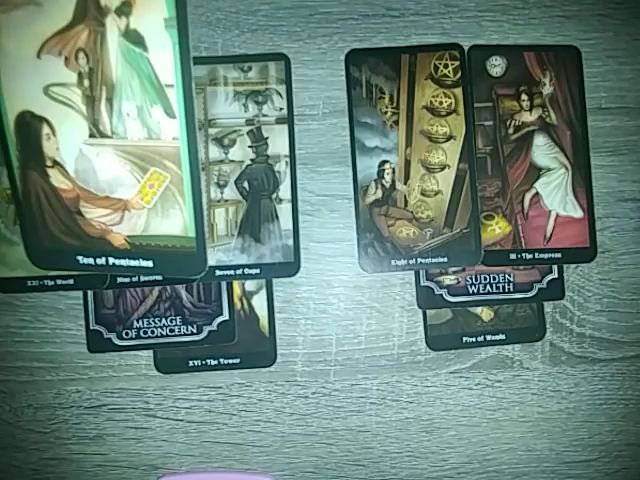 Ten of Pentacles
XXI • The World
Nine of Swords
Seven of Cups
MESSAGE
OF CONCERN
XVI • The Tower
Eight of Pentacles
III • The Empress
SUDDEN
WEALTH
Five of Wands